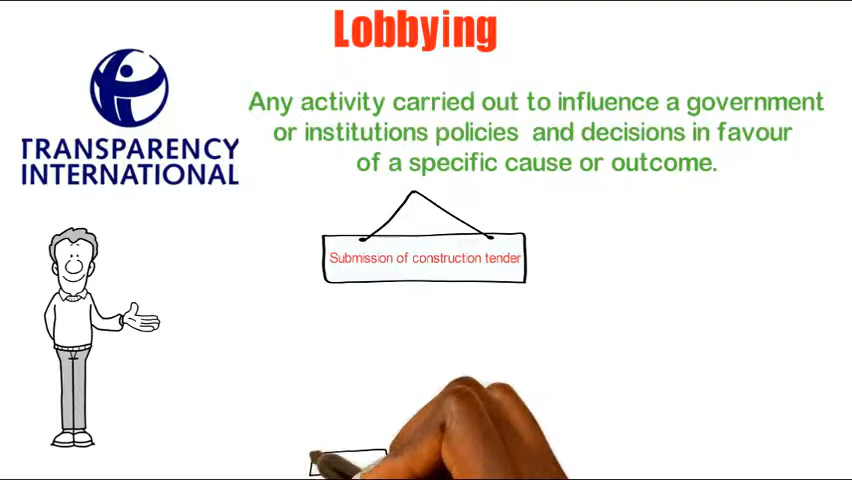 Lobbying
TRANSPARENCY
INTERNATIONAL
Any activity carried out to influence a government
or institutions policies and decisions in favour
of a specific cause or outcome.
Submission of construction tender